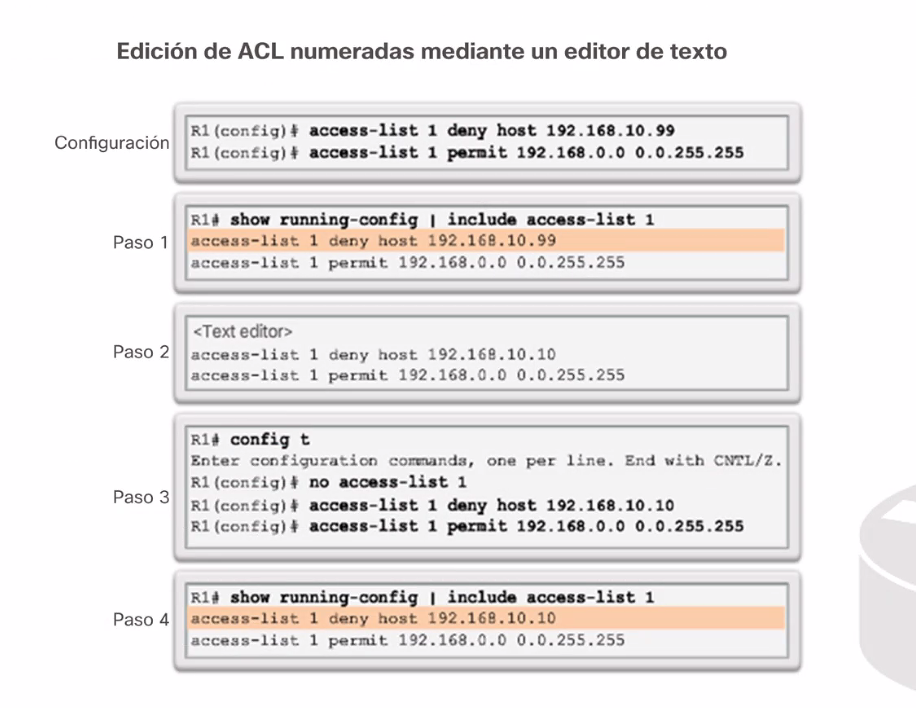 Edición de ACL numeradas mediante un editor de texto
Configuración
R1(config)# access-list 1 deny host 192.168.10.99
R1(config)# access-list 1 permit 192.168.0.0 0.0.255.255
Paso 1
R1# show running-config | include access-list 1
access-list 1 deny host 192.168.10.99
access-list 1 permit 192.168.0.0 0.0.255.255
Paso 2
<Text editor>
access-list 1 deny host 192.168.10.10
access-list 1 permit 192.168.0.0 0.0.255.255
Paso 3
R1# config t
Enter configuration commands, one per line. End with CNTL/Z.
R1(config)# no access-list 1
R1(config)# access-list 1 deny host 192.168.10.10
R1(config)# access-list 1 permit 192.168.0.0 0.0.255.255
Paso 4
R1# show running-config | include access-list 1
access-list 1 deny host 192.168.10.10
access-list 1 permit 192.168.0.0 0.0.255.255